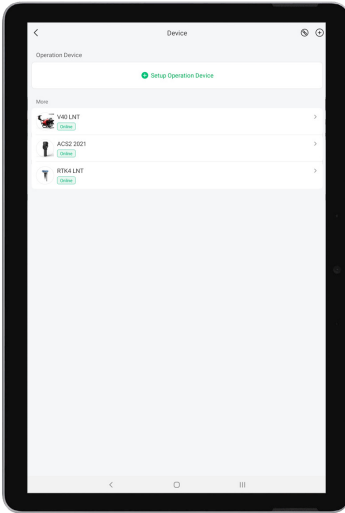 Device
Operation Device
Setup Operation Device
More
V40 LNT
Online
ACS2 2021
Online
RTK4 LNT
Online